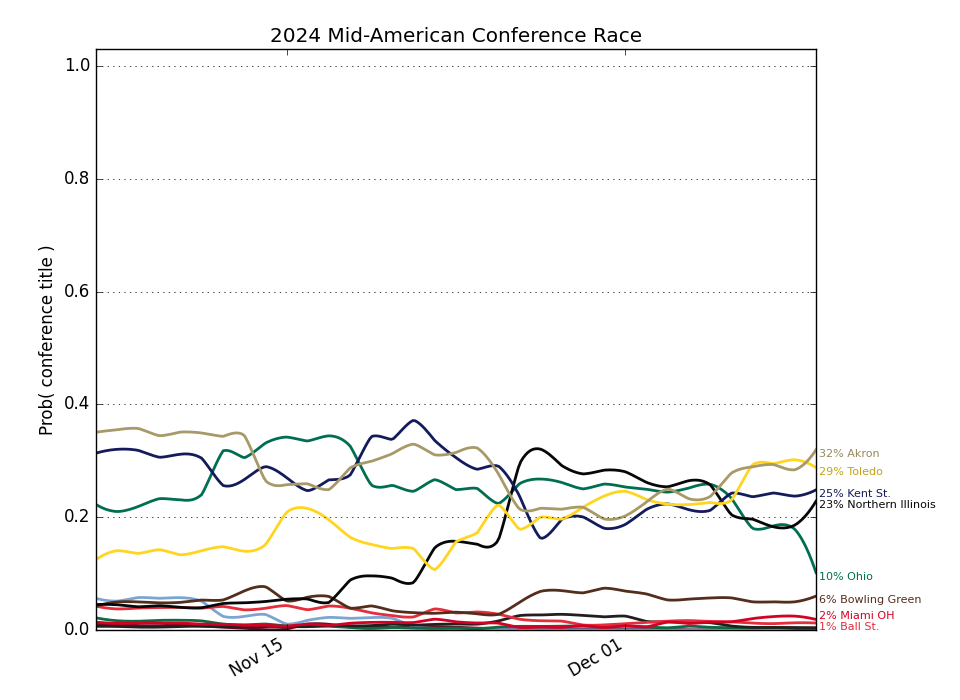 2024 Mid-American Conference Race
Prob( conference title )
1.0
0.8
0.6
0.4
0.2
0.0
Nov 15
Dec 01
32% Akron
29% Toledo
25% Kent St.
23% Northern Illinois
10% Ohio
6% Bowling Green
2% Miami OH
1% Ball St.